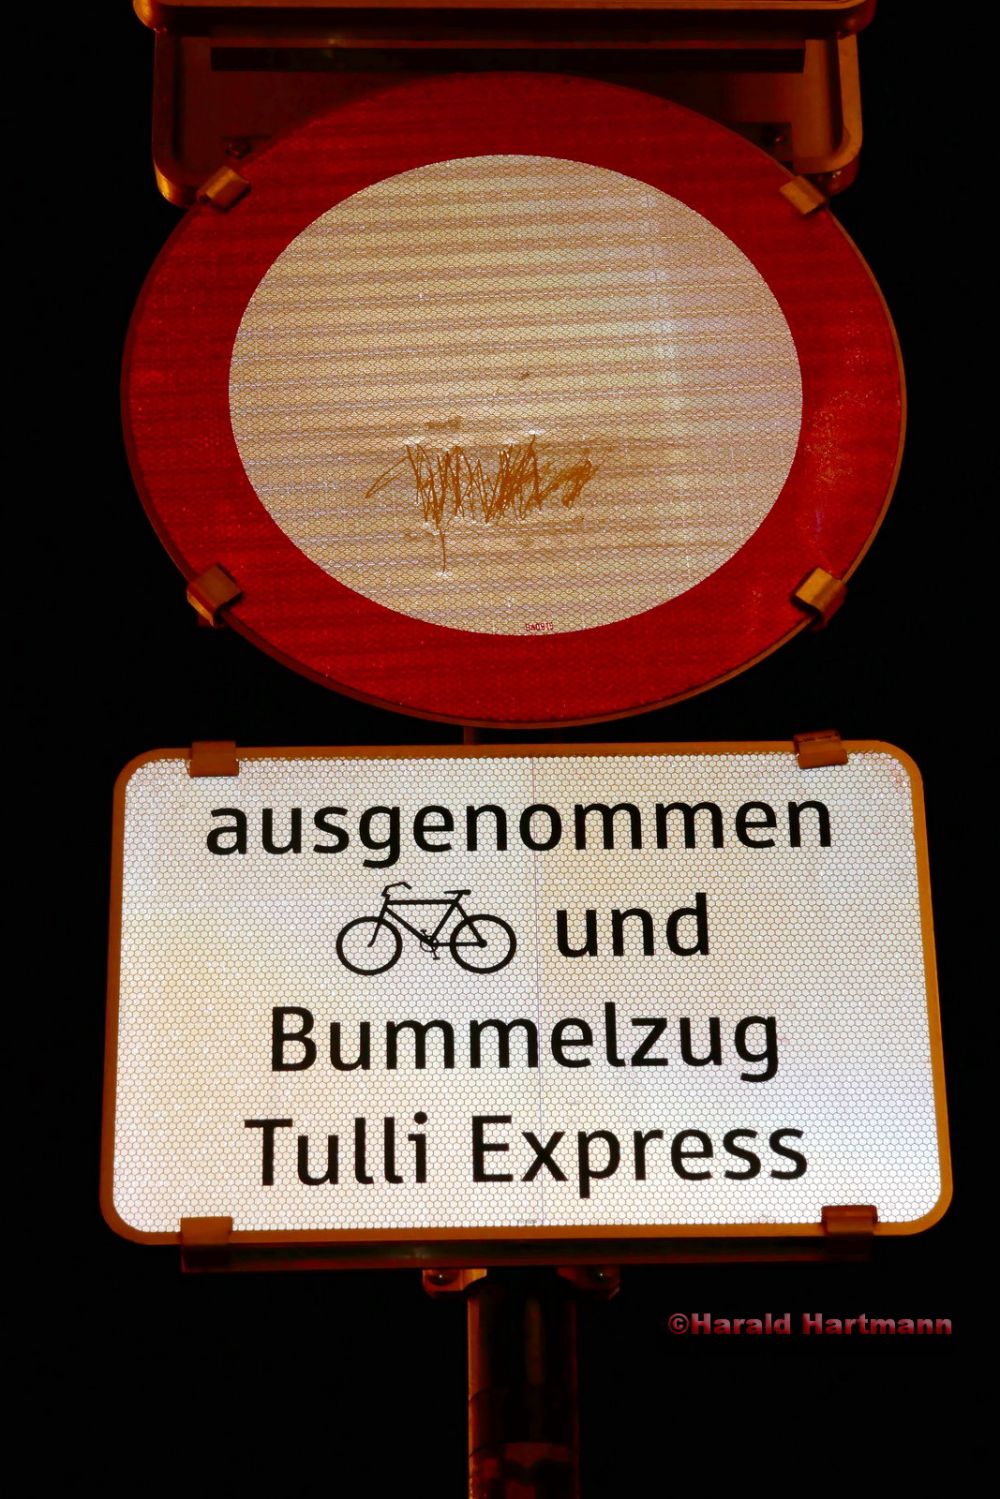 ausgenommen
und
Bummelzug
Tulli Express
©Harald Hartmann